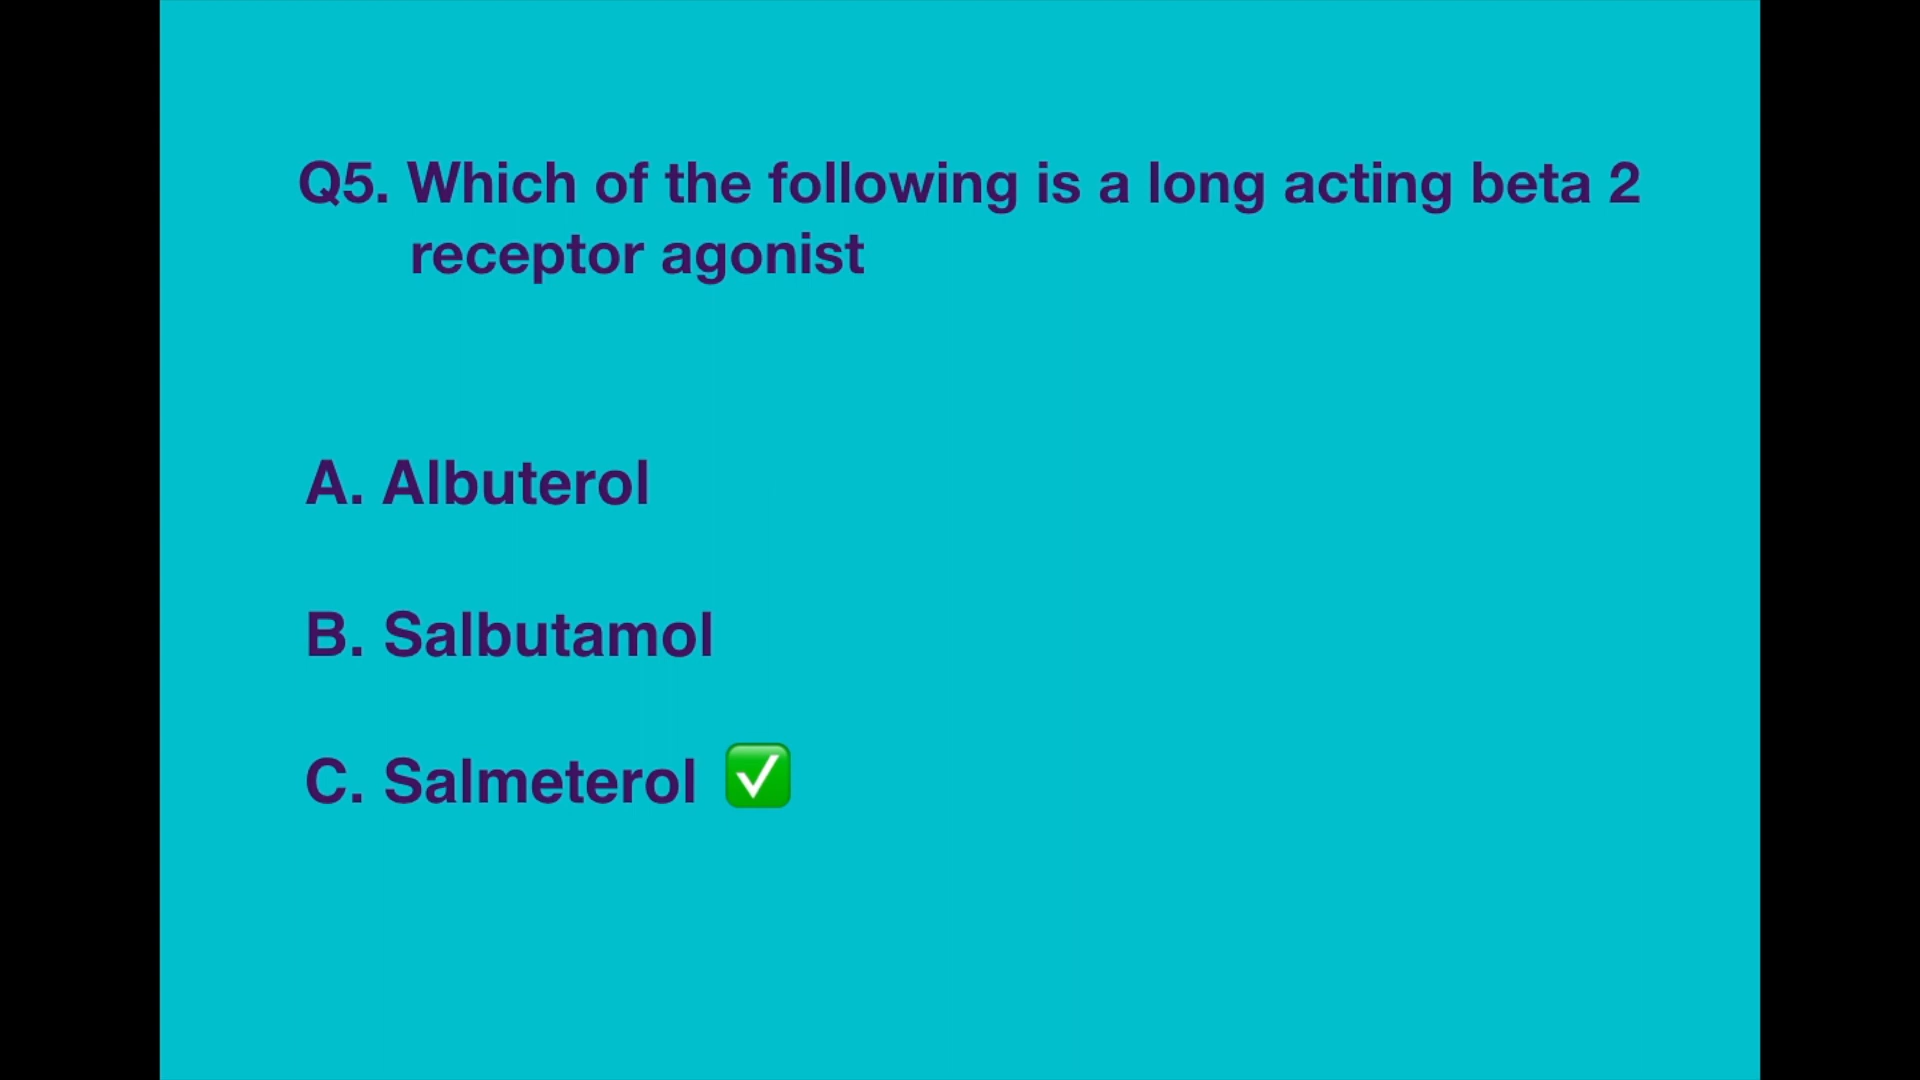 Q5. Which of the following is a long acting beta 2
receptor agonist
A. Albuterol
B. Salbutamol
C. Salmeterol ✅